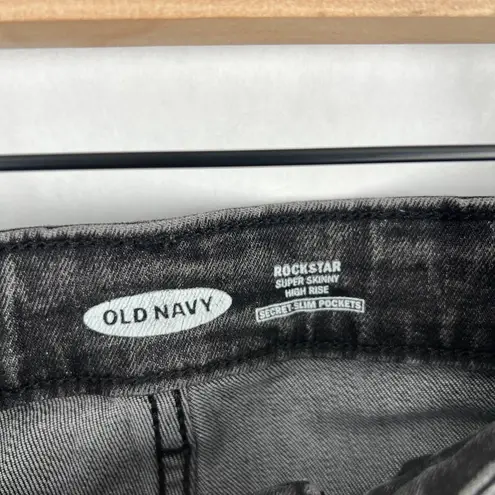 OLD NAVY
ROCKSTAR
SUPER SKINNY
HIGH RISE
SECRET-SLIM POCKETS